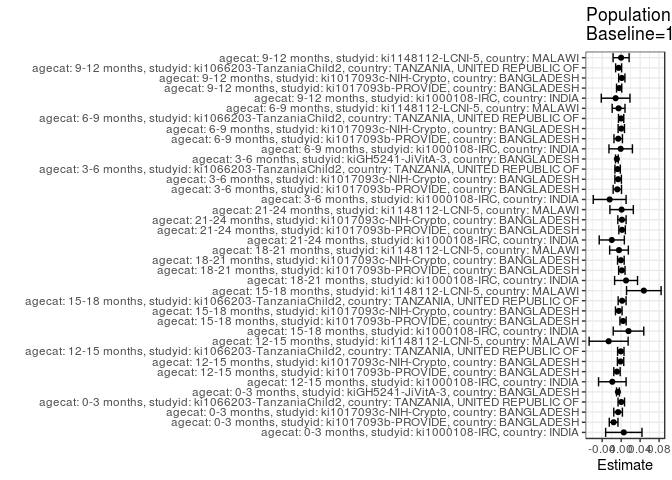 Population
Baseline=1
agecat: 9-12 months, studyid: ki1148112-LCNI-5, country: MALAWI
agecat: 9-12 months, studyid: ki1066203-TanzaniaChild2, country: TANZANIA, UNITED REPUBLIC OF
agecat: 9-12 months, studyid: ki1017093c-NIH-Crypto, country: BANGLADESH
agecat: 9-12 months, studyid: ki1017093b-PROVIDE, country: BANGLADESH
agecat: 9-12 months, studyid: ki1000108-IRC, country: INDIA
agecat: 6-9 months, studyid: ki1148112-LCNI-5, country: MALAWI
agecat: 6-9 months, studyid: ki1066203-TanzaniaChild2, country: TANZANIA, UNITED REPUBLIC OF
agecat: 6-9 months, studyid: ki1017093c-NIH-Crypto, country: BANGLADESH
agecat: 6-9 months, studyid: ki1017093b-PROVIDE, country: BANGLADESH
agecat: 6-9 months, studyid: ki1000108-IRC, country: INDIA
agecat: 3-6 months, studyid: kiGH5241-JiVitA-3, country: BANGLADESH
agecat: 3-6 months, studyid: ki1066203-TanzaniaChild2, country: TANZANIA, UNITED REPUBLIC OF
agecat: 3-6 months, studyid: ki1017093c-NIH-Crypto, country: BANGLADESH
agecat: 3-6 months, studyid: ki1017093b-PROVIDE, country: BANGLADESH
agecat: 3-6 months, studyid: ki1000108-IRC, country: INDIA
agecat: 21-24 months, studyid: ki1148112-LCNI-5, country: MALAWI
agecat: 21-24 months, studyid: ki1017093c-NIH-Crypto, country: BANGLADESH
agecat: 21-24 months, studyid: ki1017093b-PROVIDE, country: BANGLADESH
agecat: 21-24 months, studyid: ki1000108-IRC, country: INDIA
agecat: 18-21 months, studyid: ki1148112-LCNI-5, country: MALAWI
agecat: 18-21 months, studyid: ki1017093c-NIH-Crypto, country: BANGLADESH
agecat: 18-21 months, studyid: ki1017093b-PROVIDE, country: BANGLADESH
agecat: 18-21 months, studyid: ki1000108-IRC, country: INDIA
agecat: 15-18 months, studyid: ki1148112-LCNI-5, country: MALAWI
agecat: 15-18 months, studyid: ki1066203-TanzaniaChild2, country: TANZANIA, UNITED REPUBLIC OF
agecat: 15-18 months, studyid: ki1017093c-NIH-Crypto, country: BANGLADESH
agecat: 15-18 months, studyid: ki1017093b-PROVIDE, country: BANGLADESH
agecat: 15-18 months, studyid: ki1000108-IRC, country: INDIA
agecat: 12-15 months, studyid: ki1148112-LCNI-5, country: MALAWI
agecat: 12-15 months, studyid: ki1066203-TanzaniaChild2, country: TANZANIA, UNITED REPUBLIC OF
agecat: 12-15 months, studyid: ki1017093c-NIH-Crypto, country: BANGLADESH
agecat: 12-15 months, studyid: ki1017093b-PROVIDE, country: BANGLADESH
agecat: 12-15 months, studyid: ki1000108-IRC, country: INDIA
agecat: 0-3 months, studyid: kiGH5241-JiVitA-3, country: BANGLADESH
agecat: 0-3 months, studyid: ki1066203-TanzaniaChild2, country: TANZANIA, UNITED REPUBLIC OF
agecat: 0-3 months, studyid: ki1017093c-NIH-Crypto, country: BANGLADESH
agecat: 0-3 months, studyid: ki1017093b-PROVIDE, country: BANGLADESH
agecat: 0-3 months, studyid: ki1000108-IRC, country: INDIA
-0.04 0.00 0.04 0.08
Estimate